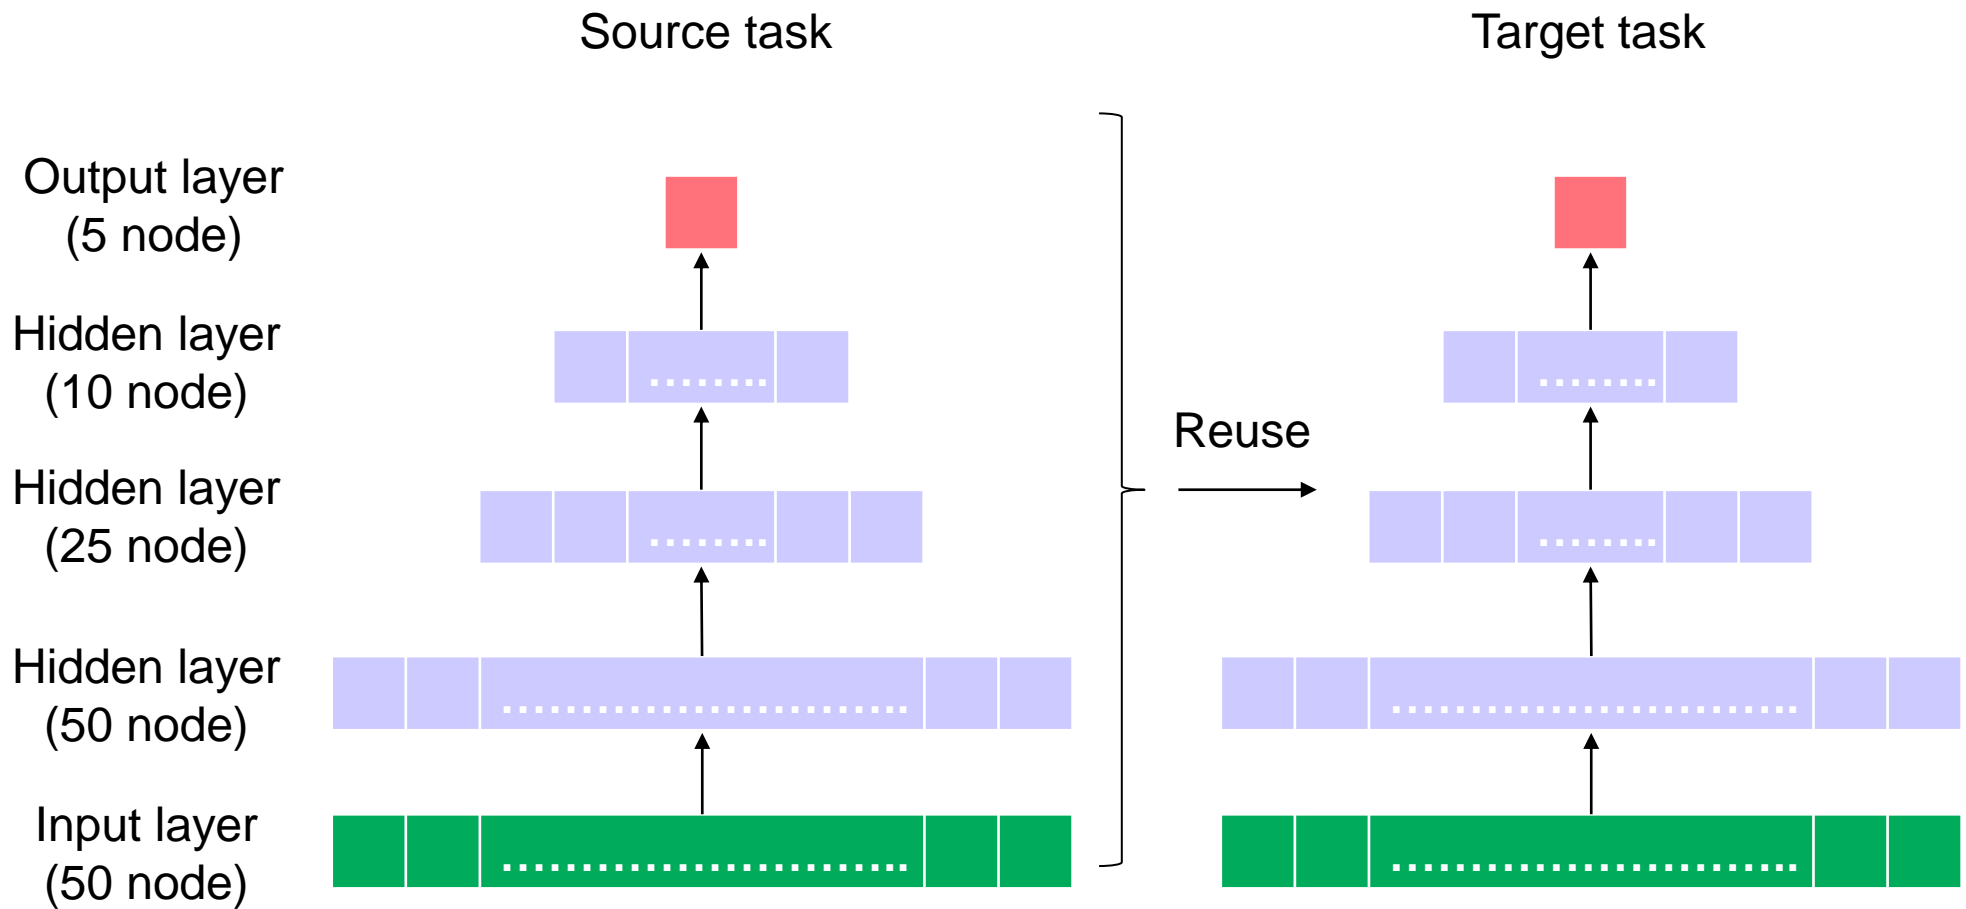 Source task
Target task
Output layer
(5 node)
Hidden layer
(10 node)
Reuse
Hidden layer
(25 node)
Hidden layer
(50 node)
Input layer
(50 node)